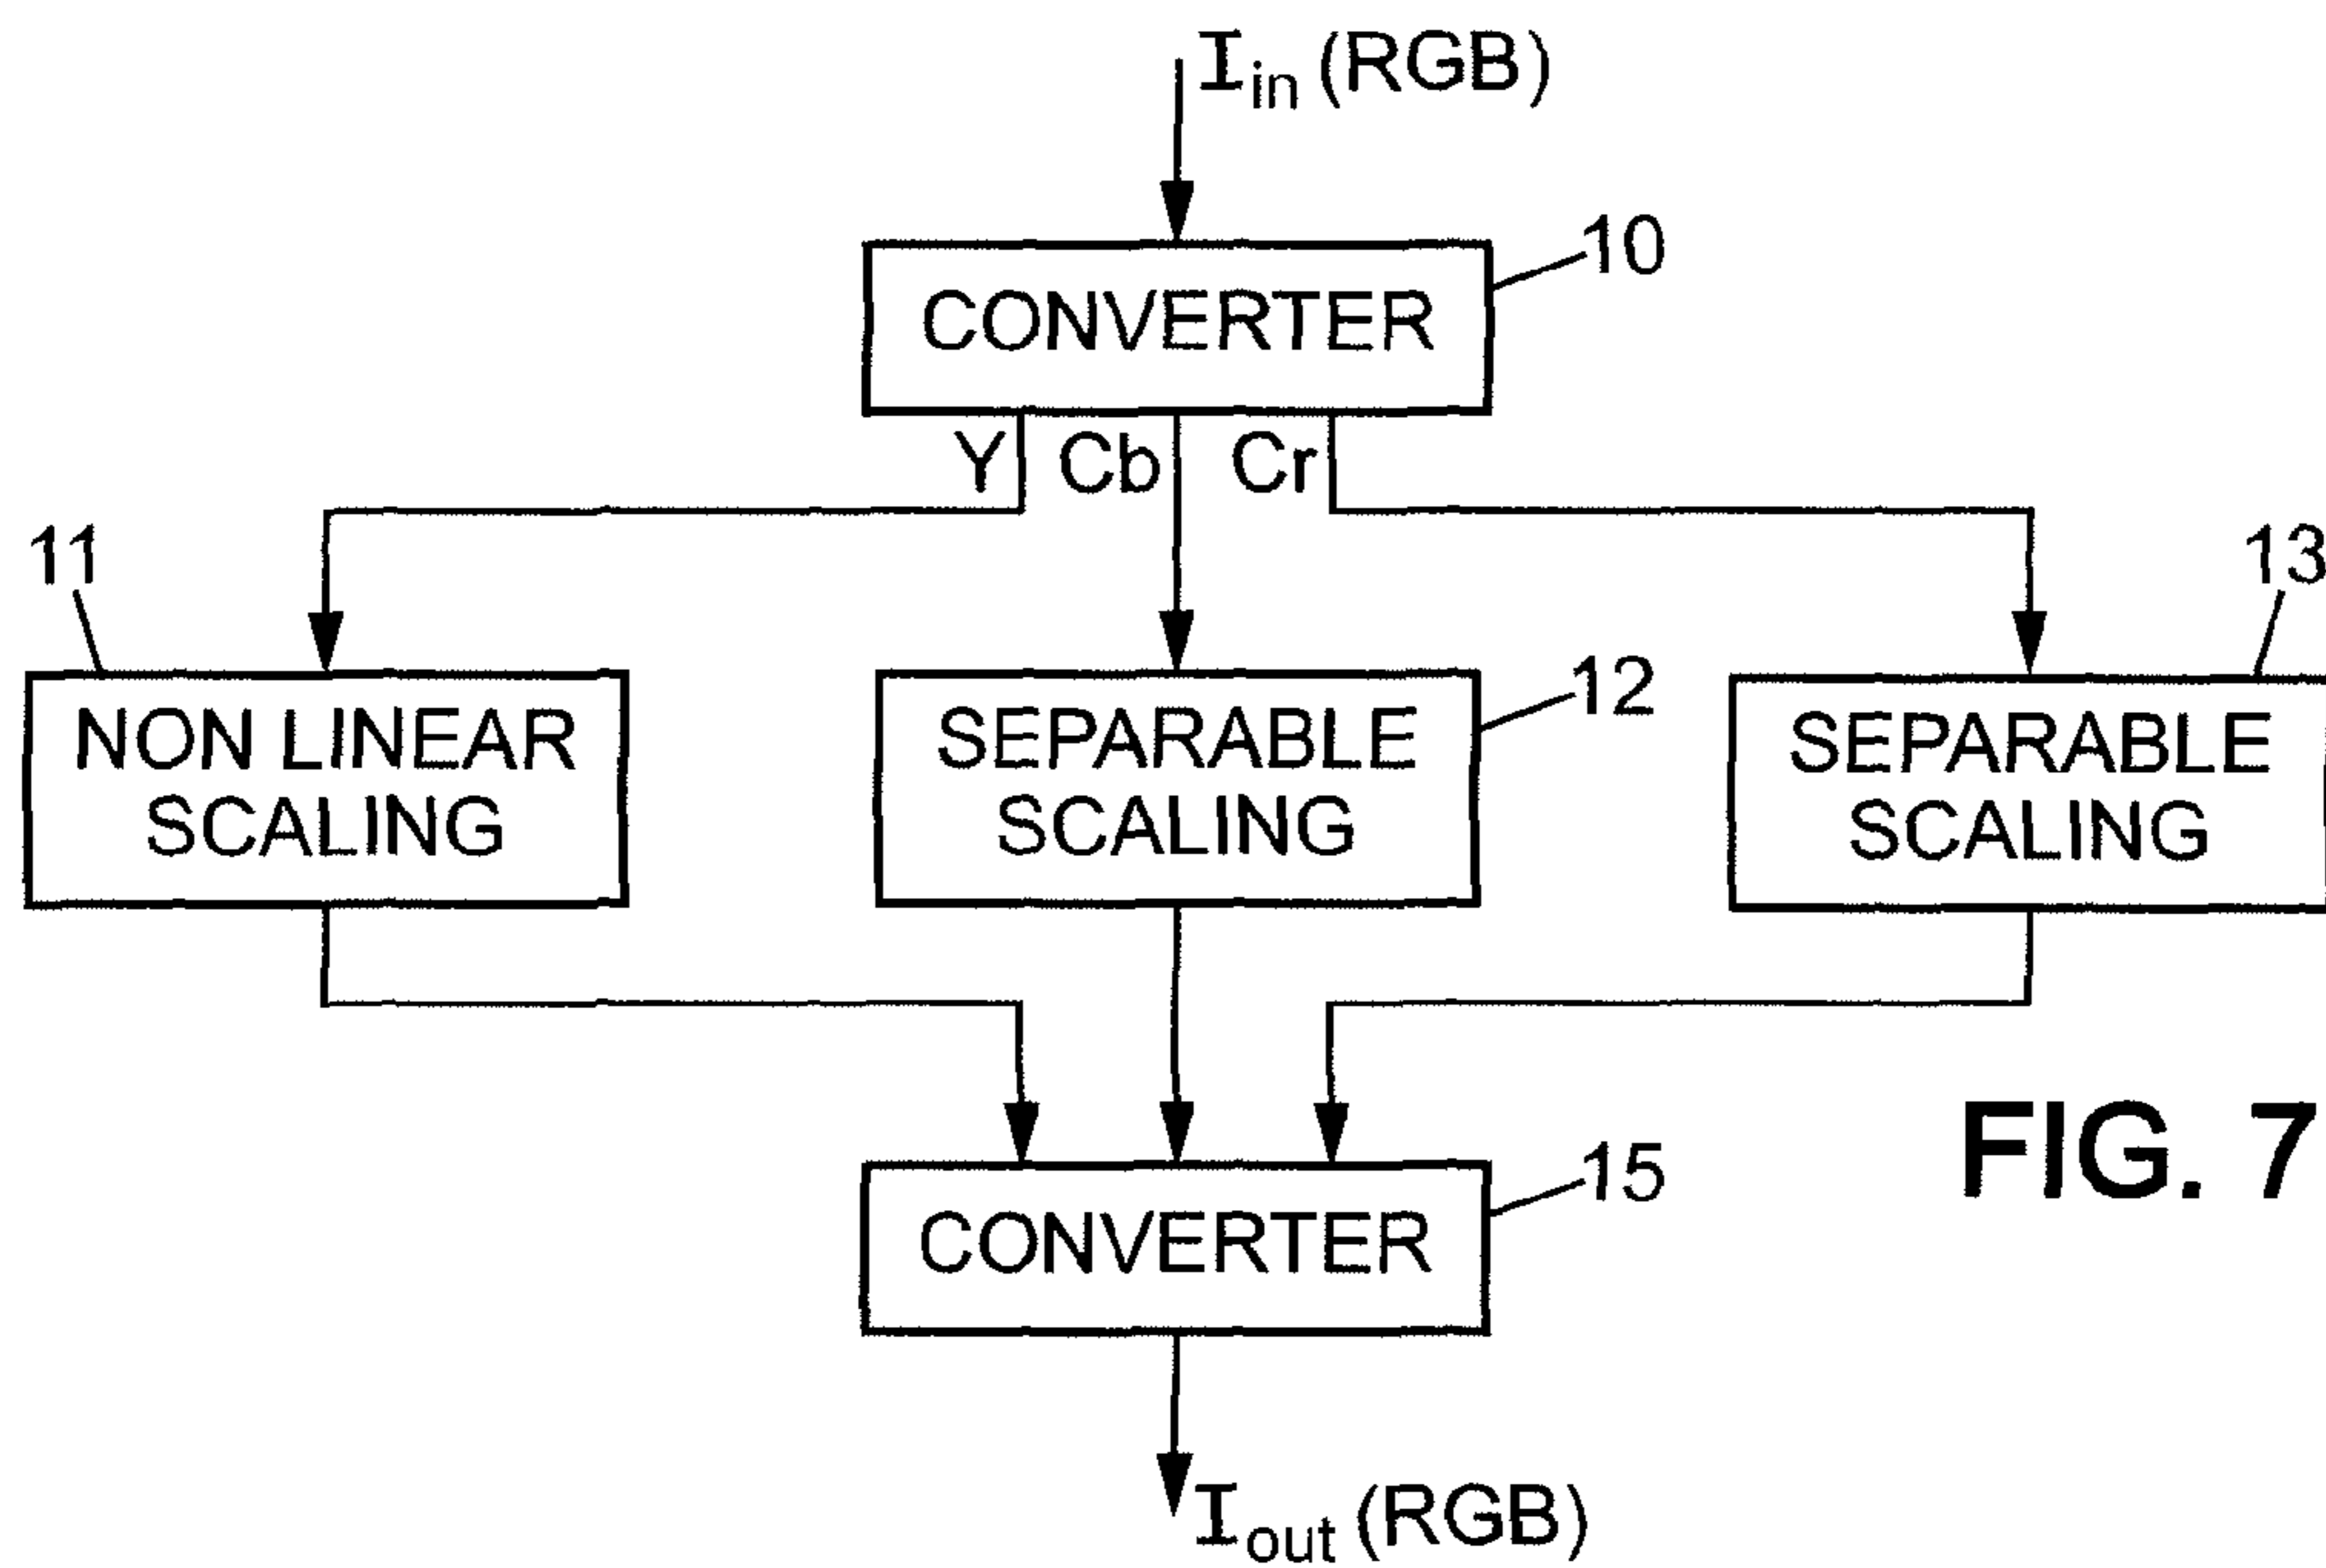 Iin (RGB)
10
CONVERTER
Y Cb Cr
11
13
12
NON LINEAR
SCALING
SEPARABLE
SCALING
SEPARABLE
SCALING
FIG. 7
15
CONVERTER
Iout (RGB)